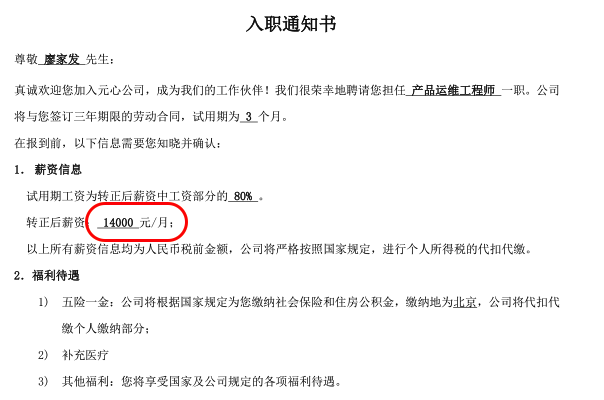 入职通知书
尊敬 廖家发 先生：
真诚欢迎您加入元心公司，成为我们的工作伙伴！我们很荣幸地聘请您担任 产品运维工程师 一职。公司
将与您签订三年期限的劳动合同，试用期为 3 个月。
在报到前，以下信息需要您知晓并确认：
1. 薪资信息
试用期工资为转正后薪资中工资部分的 80% 。
转正后薪资： 14000 元/月；
以上所有薪资信息均为人民币税前金额，公司将严格按照国家规定，进行个人所得税的代扣代缴。
2. 福利待遇
1) 五险一金：公司将根据国家规定为您缴纳社会保险和住房公积金，缴纳地为北京，公司将代扣代
缴个人缴纳部分；
2) 补充医疗
3) 其他福利：您将享受国家及公司规定的各项福利待遇。